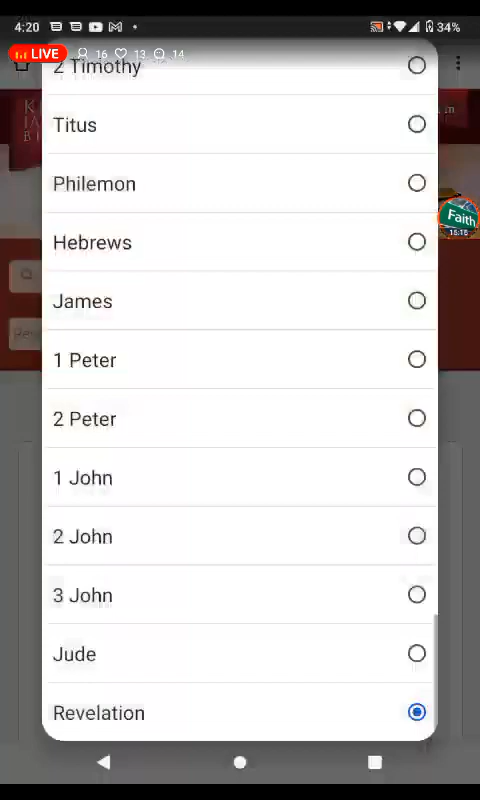 4:20
34%
LIVE 16 13 14
2 Timothy
Titus
Philemon
Hebrews
James
1 Peter
2 Peter
1 John
2 John
3 John
Jude
Revelation
Faith